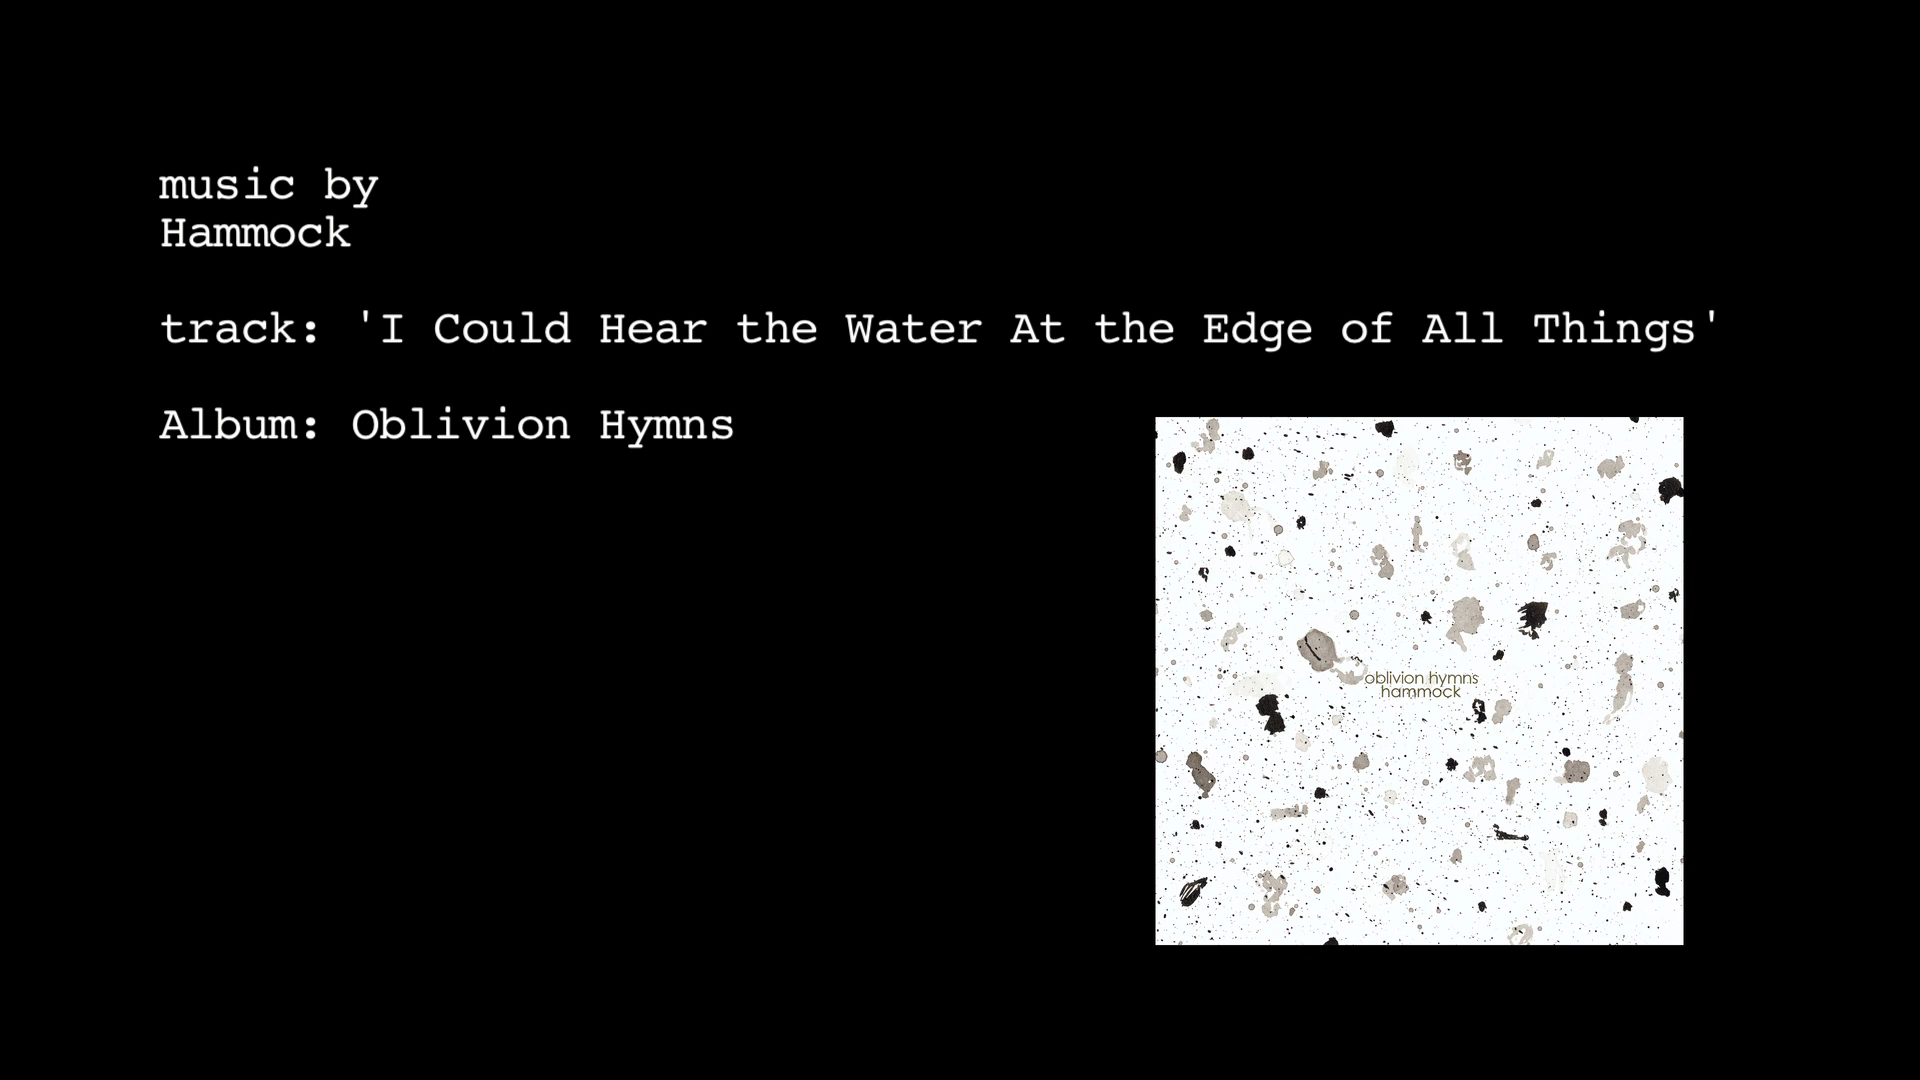 music by
Hammock
track: 'I Could Hear the Water At the Edge of All Things'
Album: Oblivion Hymns
oblivion hymns
hammock